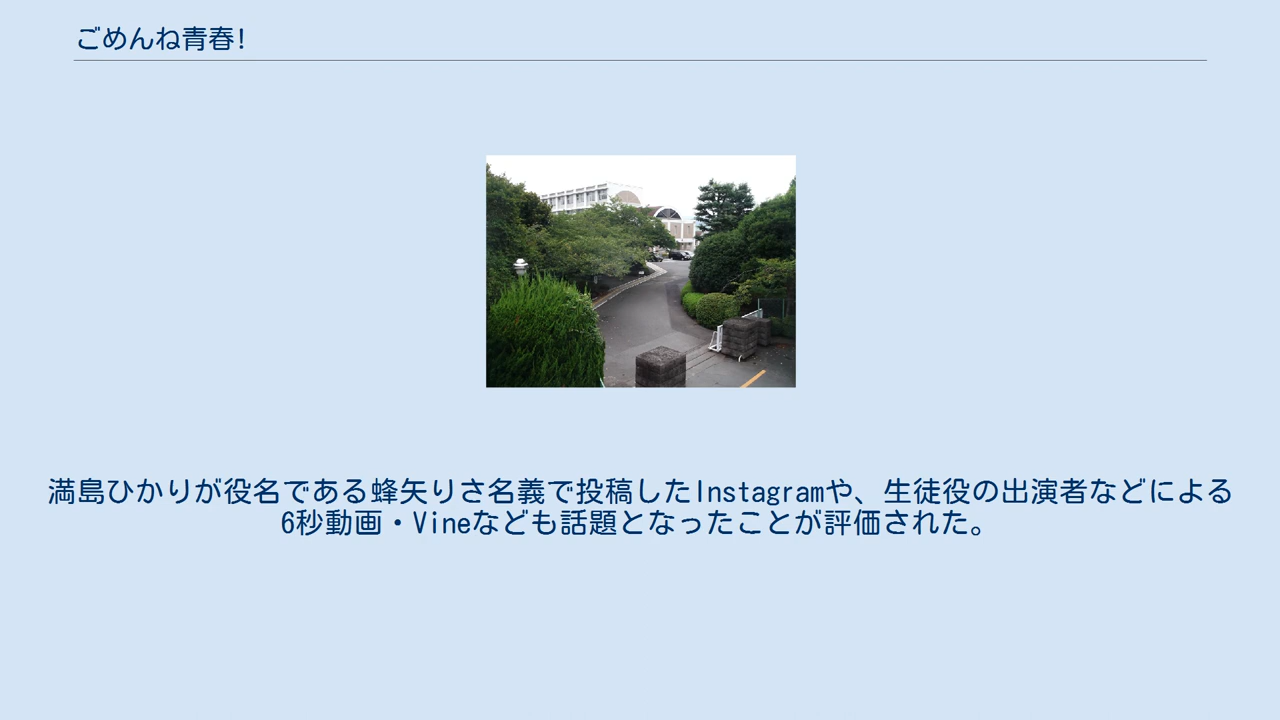 ごめんね青春!
満島ひかりが役名である蜂矢りさ名義で投稿したInstagramや、生徒役の出演者などによる
6秒動画・Vineなども話題となったことが評価された。